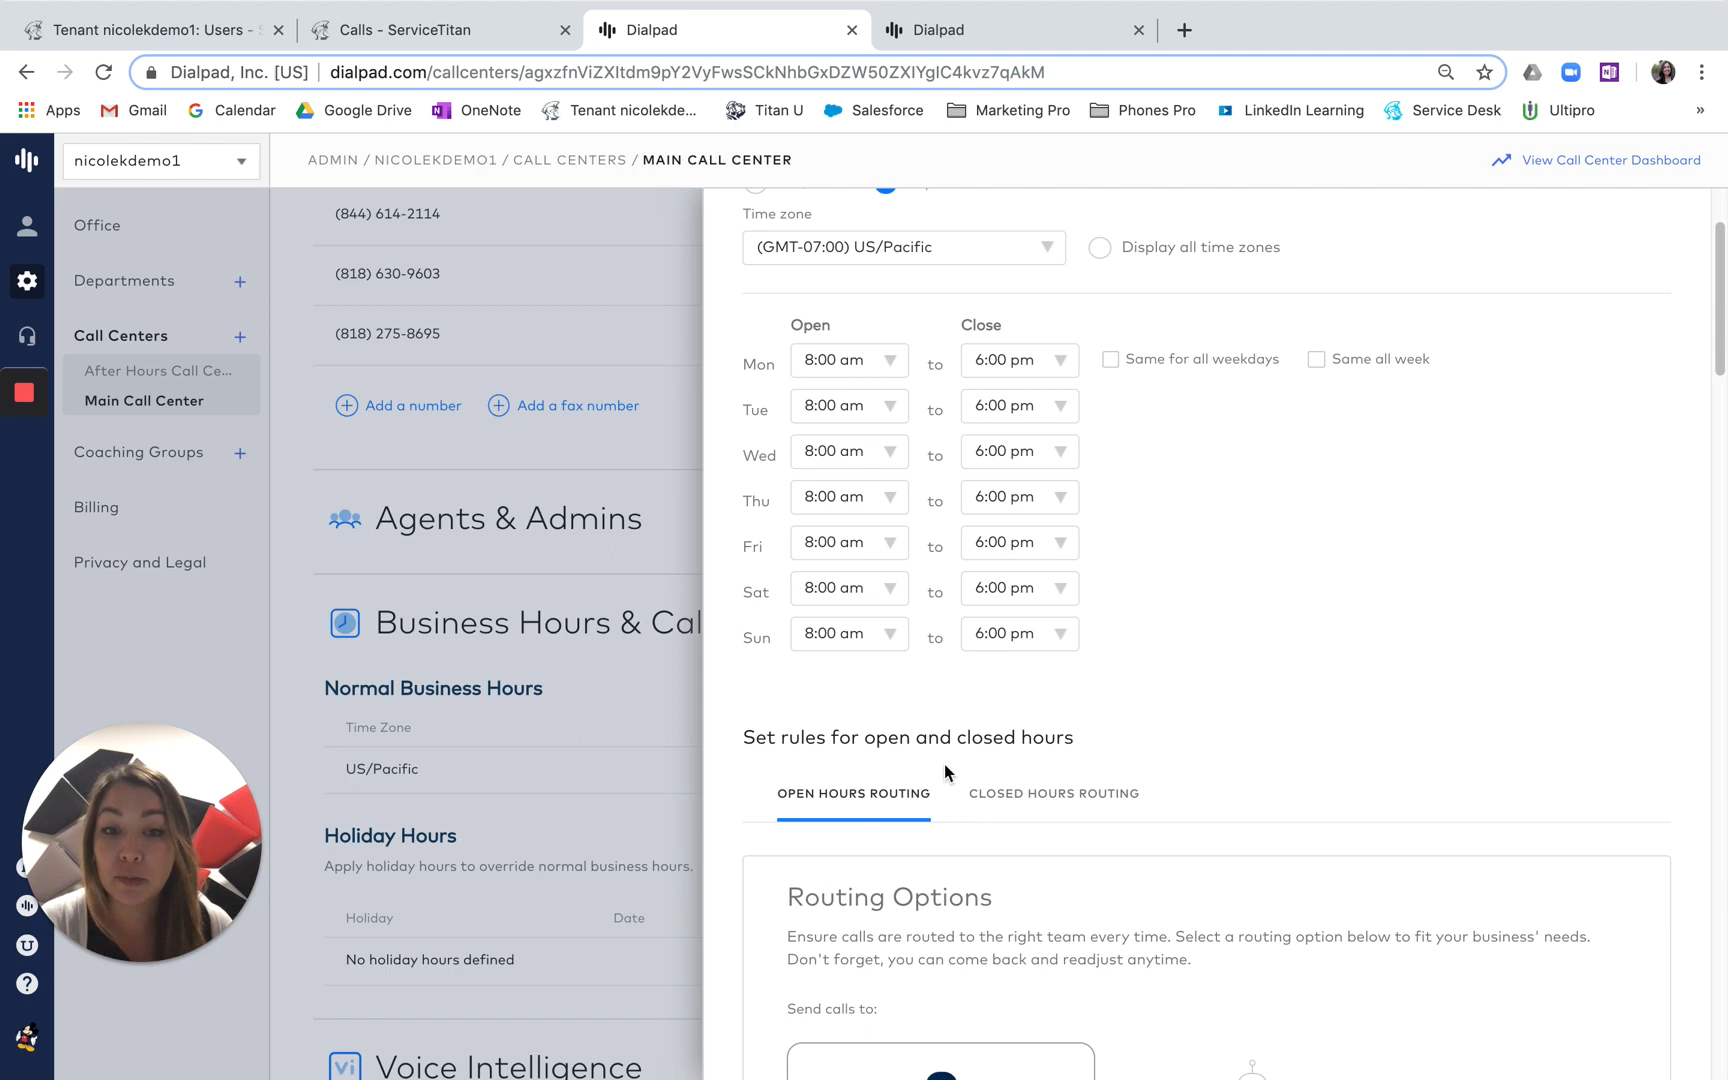 Tenant nicolekdemo1: Users -
Calls - ServiceTitan
Dialpad
Dialpad
Dialpad, Inc. [US]
dialpad.com/callcenters/agxzfnViZXItdm9pY2VyFwsSCkNhbGxDZW50ZXIYgIC4kvz7qAkM
Apps
Gmail
Calendar
Google Drive
OneNote
Tenant nicolekde...
Titan U
Salesforce
Marketing Pro
Phones Pro
LinkedIn Learning
Service Desk
Ultipro
»
nicolekdemo1
ADMIN / NICOLEKDEMO1 / CALL CENTERS / MAIN CALL CENTER
View Call Center Dashboard
Office
Departments
Call Centers
After Hours Call Ce...
Main Call Center
Coaching Groups
Billing
Privacy and Legal
(844) 614-2114
(818) 630-9603
(818) 275-8695
Add a number
Add a fax number
Agents & Admins
Business Hours & Cal
Normal Business Hours
Time Zone
US/Pacific
Holiday Hours
Apply holiday hours to override normal business hours.
Holiday Date
No holiday hours defined
Vi Voice Intelligence
Time zone
(GMT-07:00) US/Pacific
Display all time zones
Open Close
Mon 8:00 am to 6:00 pm Same for all weekdays Same all week
Tue 8:00 am to 6:00 pm
Wed 8:00 am to 6:00 pm
Thu 8:00 am to 6:00 pm
Fri 8:00 am to 6:00 pm
Sat 8:00 am to 6:00 pm
Sun 8:00 am to 6:00 pm
Set rules for open and closed hours
OPEN HOURS ROUTING CLOSED HOURS ROUTING
Routing Options
Ensure calls are routed to the right team every time. Select a routing option below to fit your business' needs.
Don't forget, you can come back and readjust anytime.
Send calls to: